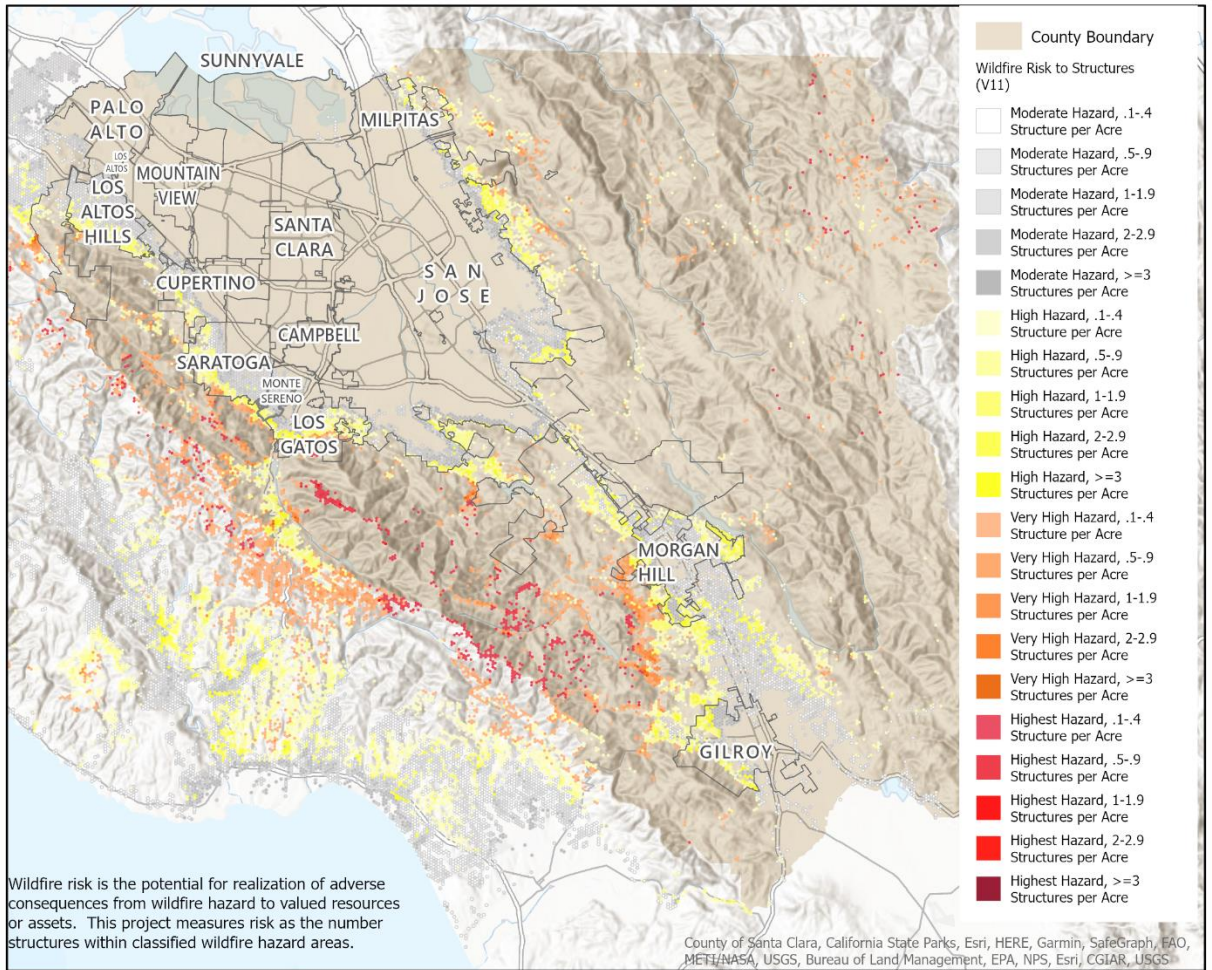 SUNNYVALE
PALO
ALTO
MILPITAS
LOS
ALTOS
MOUNTAIN
VIEW
LOS
ALTOS
HILLS
SANTA
CLARA
SAN
JOSE
CUPERTINO
CAMPBELL
SARATOGA
MONTE
SERENO
LOS
GATOS
MORGAN
HILL
GILROY
Wildfire risk is the potential for realization of adverse
consequences from wildfire hazard to valued resources
or assets. This project measures risk as the number
structures within classified wildfire hazard areas.
County Boundary
Wildfire Risk to Structures
(V11)
Moderate Hazard, .1-.4
Structure per Acre
Moderate Hazard, .5-.9
Structures per Acre
Moderate Hazard, 1-1.9
Structures per Acre
Moderate Hazard, 2-2.9
Structures per Acre
Moderate Hazard, >=3
Structures per Acre
High Hazard, .1-.4
Structure per Acre
High Hazard, .5-.9
Structures per Acre
High Hazard, 1-1.9
Structures per Acre
High Hazard, 2-2.9
Structures per Acre
High Hazard, >=3
Structures per Acre
Very High Hazard, .1-.4
Structure per Acre
Very High Hazard, .5-.9
Structures per Acre
Very High Hazard, 1-1.9
Structures per Acre
Very High Hazard, 2-2.9
Structures per Acre
Very High Hazard, >=3
Structures per Acre
Highest Hazard, .1-.4
Structure per Acre
Highest Hazard, .5-.9
Structures per Acre
Highest Hazard, 1-1.9
Structures per Acre
Highest Hazard, 2-2.9
Structures per Acre
Highest Hazard, >=3
Structures per Acre
County of Santa Clara, California State Parks, Esri, HERE, Garmin, SafeGraph, FAO,
METI/NASA, USGS, Bureau of Land Management, EPA, NPS, Esri, CGIAR, USGS